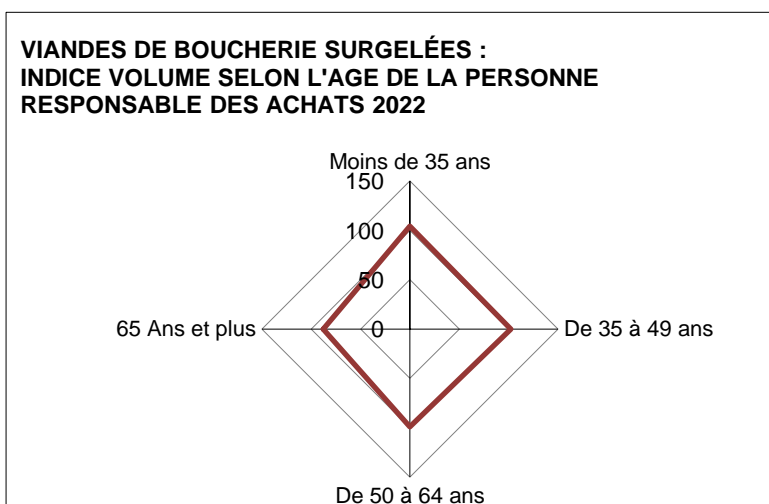 VIANDES DE BOUCHERIE SURGELÉES :
INDICE VOLUME SELON L'AGE DE LA PERSONNE
RESPONSABLE DES ACHATS 2022
Moins de 35 ans
150
100
50
0
65 Ans et plus
De 35 à 49 ans
De 50 à 64 ans